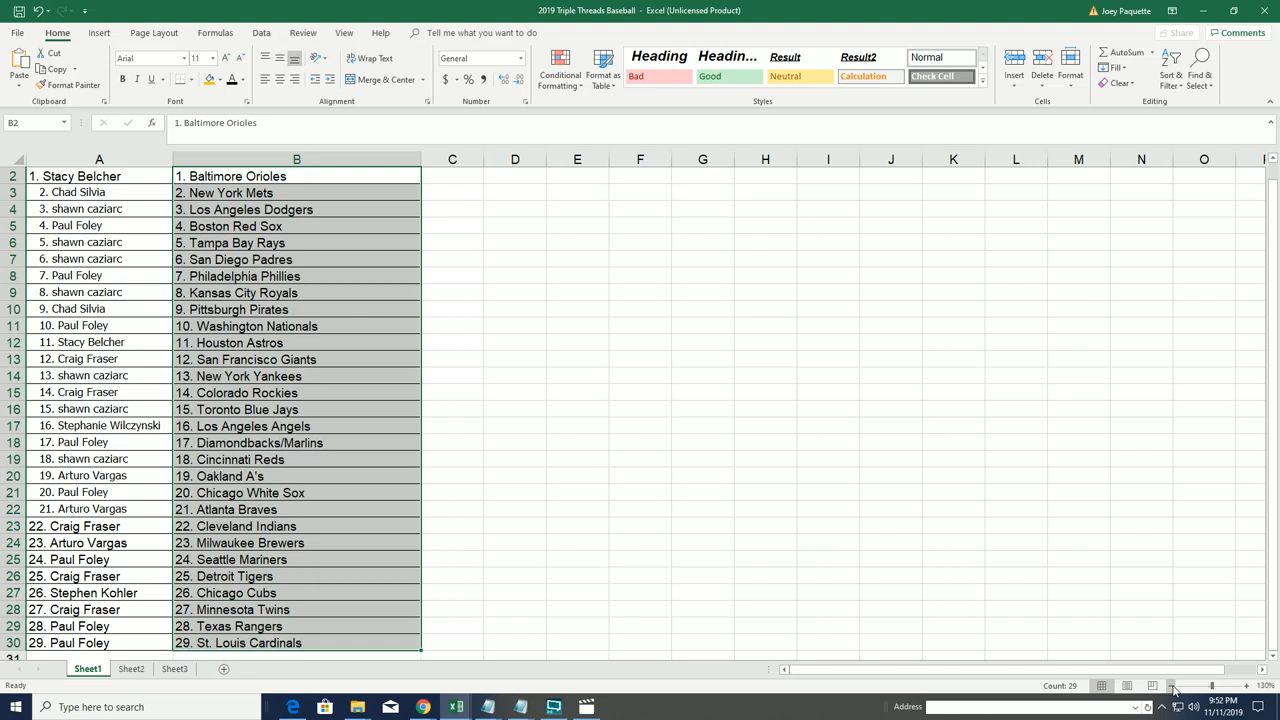 2019 Triple Threads Baseball - Excel (Unlicensed Product)
Joey Paquette
File Home Insert Page Layout Formulas Data Review View Help Tell me what you want to do
Share Comments
Paste Cut Copy Format Painter
Arial 11
B I U
Wrap Text
Merge & Center
General
$ % ,
Conditional Formatting Format as Table
Heading Headin... Result Result2 Normal
Bad Good Neutral Calculation Check Cell
Insert Delete Format
AutoSum Fill Clear
Sort & Filter Find & Select
Clipboard Font Alignment Number Styles Cells Editing
B2 fx 1. Baltimore Orioles
A B C D E F G H I J K L M N O
2 1. Stacy Belcher 1. Baltimore Orioles
3 2. Chad Silvia 2. New York Mets
4 3. shawn caziarc 3. Los Angeles Dodgers
5 4. Paul Foley 4. Boston Red Sox
6 5. shawn caziarc 5. Tampa Bay Rays
7 6. shawn caziarc 6. San Diego Padres
8 7. Paul Foley 7. Philadelphia Phillies
9 8. shawn caziarc 8. Kansas City Royals
10 9. Chad Silvia 9. Pittsburgh Pirates
11 10. Paul Foley 10. Washington Nationals
12 11. Stacy Belcher 11. Houston Astros
13 12. Craig Fraser 12. San Francisco Giants
14 13. shawn caziarc 13. New York Yankees
15 14. Craig Fraser 14. Colorado Rockies
16 15. shawn caziarc 15. Toronto Blue Jays
17 16. Stephanie Wilczynski 16. Los Angeles Angels
18 17. Paul Foley 17. Diamondbacks/Marlins
19 18. shawn caziarc 18. Cincinnati Reds
20 19. Arturo Vargas 19. Oakland A's
21 20. Paul Foley 20. Chicago White Sox
22 21. Arturo Vargas 21. Atlanta Braves
23 22. Craig Fraser 22. Cleveland Indians
24 23. Arturo Vargas 23. Milwaukee Brewers
25 24. Paul Foley 24. Seattle Mariners
26 25. Craig Fraser 25. Detroit Tigers
27 26. Stephen Kohler 26. Chicago Cubs
28 27. Craig Fraser 27. Minnesota Twins
29 28. Paul Foley 28. Texas Rangers
30 29. Paul Foley 29. St. Louis Cardinals
31
Sheet1 Sheet2 Sheet3
Ready Count: 29 130%
Type here to search Address 9:52 PM
11/11/2019